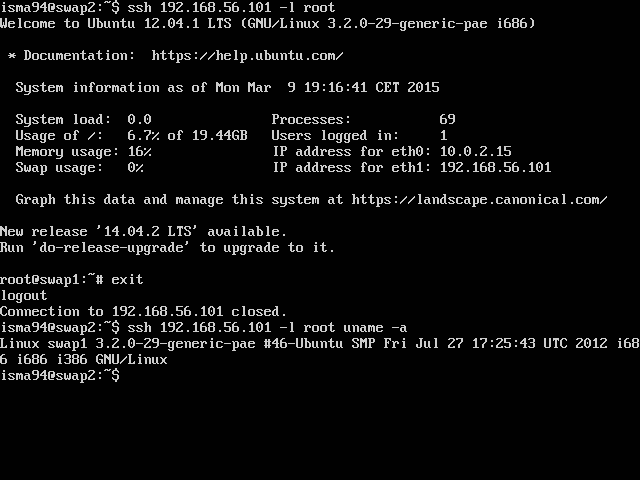 isma94@swap2:~$ ssh 192.168.56.101 -l root
Welcome to Ubuntu 12.04.1 LTS (GNU/Linux 3.2.0-29-generic-pae i686)
* Documentation:  https://help.ubuntu.com/
System information as of Mon Mar  9 19:16:41 CET 2015
System load:  0.0               Processes:           69
Usage of /:   6.7% of 19.44GB   Users logged in:     1
Memory usage: 16%               IP address for eth0: 10.0.2.15
Swap usage:   0%                IP address for eth1: 192.168.56.101
Graph this data and manage this system at https://landscape.canonical.com/
New release '14.04.2 LTS' available.
Run 'do-release-upgrade' to upgrade to it.
root@swap1:~# exit
logout
Connection to 192.168.56.101 closed.
isma94@swap2:~$ ssh 192.168.56.101 -l root uname -a
Linux swap1 3.2.0-29-generic-pae #46-Ubuntu SMP Fri Jul 27 17:25:43 UTC 2012 i68
6 i686 i386 GNU/Linux
isma94@swap2:~$